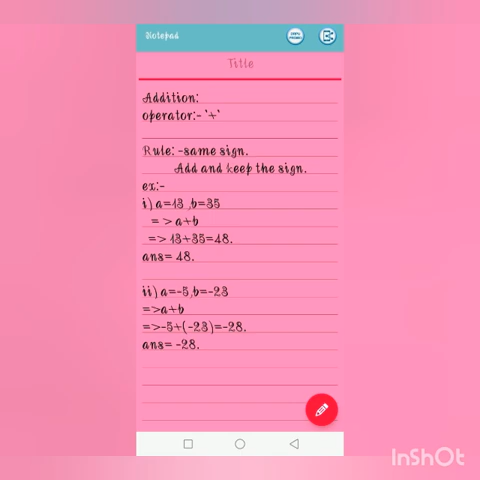 Notepad
Title
Addition:
operator:- '+'
Rule: -same sign.
Add and keep the sign.
ex:-
i) a=13 ,b=35
= > a+b
=> 13+35=48.
ans= 48.
ii) a=-5,b=-23
=>a+b
=>-5+(-23)=-28.
ans= -28.
InShOt